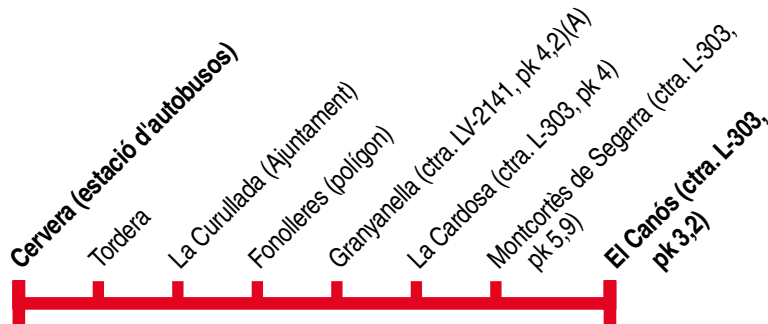 Cervera (estació d'autobusos)
Tordera
La Curullada (Ajuntament)
Fonolleres (polígon)
Granyanella (ctra. LV-2141, pk 4,2)(A)
La Cardosa (ctra. L-303, pk 4)
Montcortès de Segarra (ctra. L-303,
pk 5,9)
El Canós (ctra. L-303,
pk 3,2)